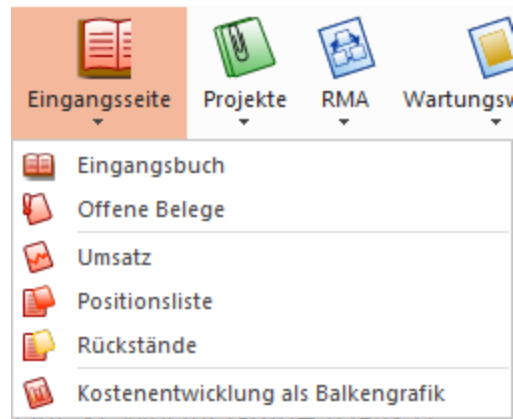 Eingangsseite Projekte RMA
Eingangsbuch
Offene Belege
Umsatz
Positionsliste
Rückstände
Kostenentwicklung als Balkengrafik